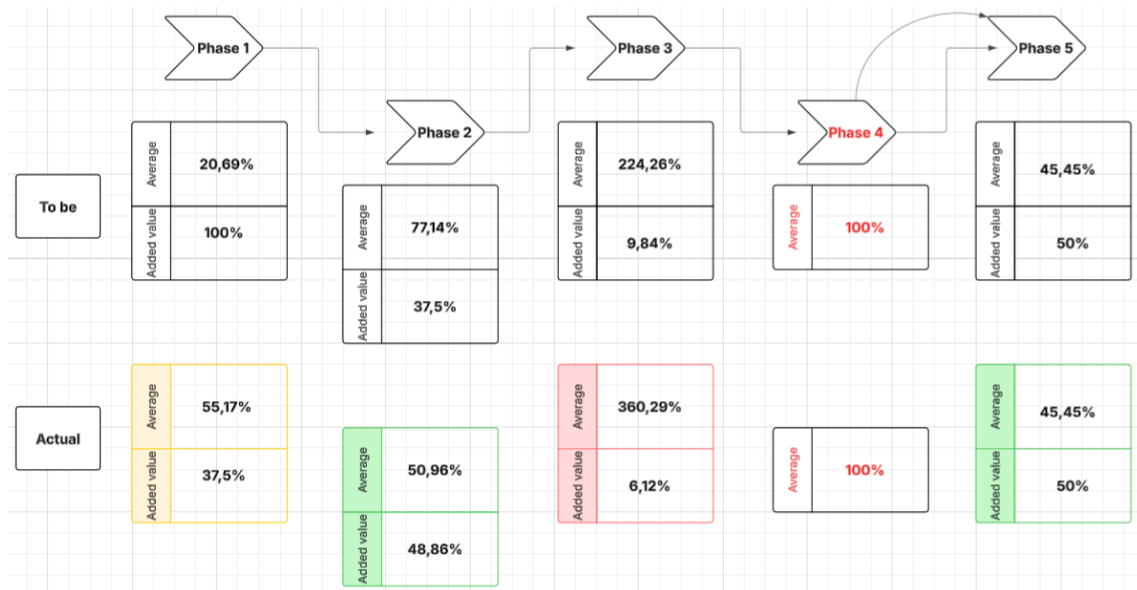 Phase 1
Phase 2
Phase 3
Phase 4
Phase 5
To be
Average
20,69%
Added value
100%
Average
77,14%
Added value
37,5%
Average
224,26%
Added value
9,84%
Average
100%
Average
45,45%
Added value
50%
Actual
Average
55,17%
Added value
37,5%
Average
50,96%
Added value
48,86%
Average
360,29%
Added value
6,12%
Average
100%
Average
45,45%
Added value
50%